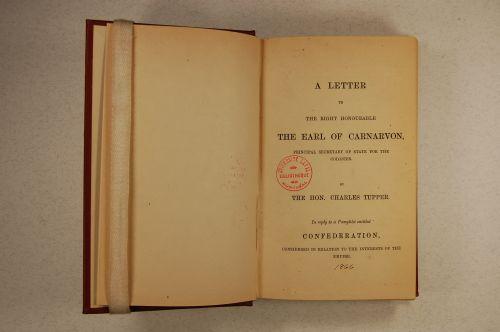 A LETTER
TO
THE RIGHT HONOURABLE
THE EARL OF CARNARVON,
PRINCIPAL SECRETARY OF STATE FOR THE
COLONIES.
BY
THE HON. CHARLES TUPPER
In reply to a Pamphlet entitled
CONFEDERATION,
CONSIDERED IN RELATION TO THE INTERESTS OF THE
EMPIRE.
1866